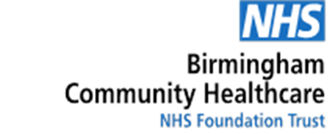 NHS
Birmingham
Community Healthcare
NHS Foundation Trust